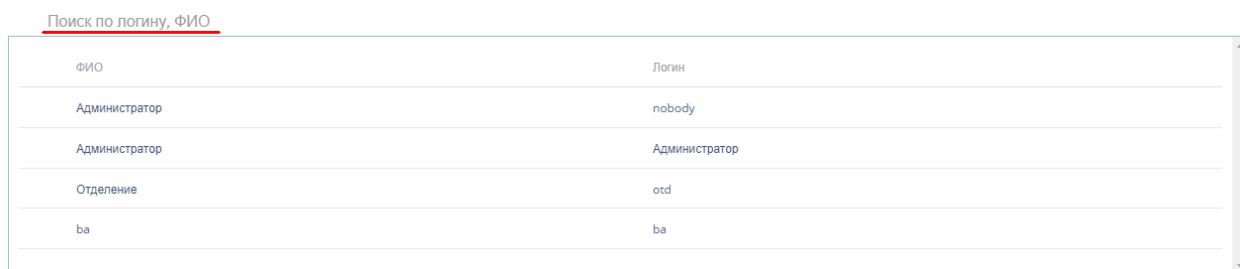 Поиск по логину, ФИО
ФИО Логин
Администратор nobody
Администратор Администратор
Отделение otd
ba ba